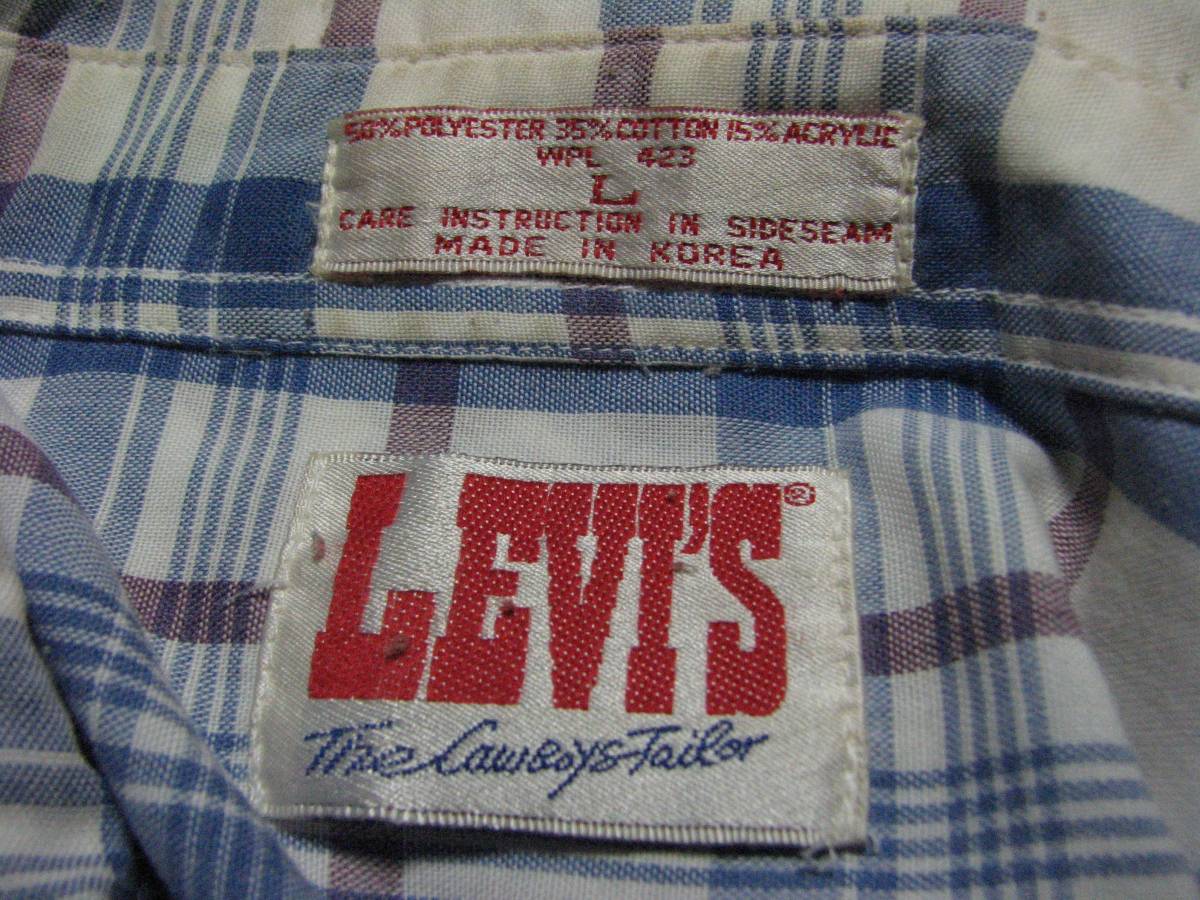 50% POLYESTER 35% COTTON 15% ACRYLIC
WPL 423
L
CARE INSTRUCTION IN SIDESEAM
MADE IN KOREA
LEVI'S®
The Cowboys Tailor